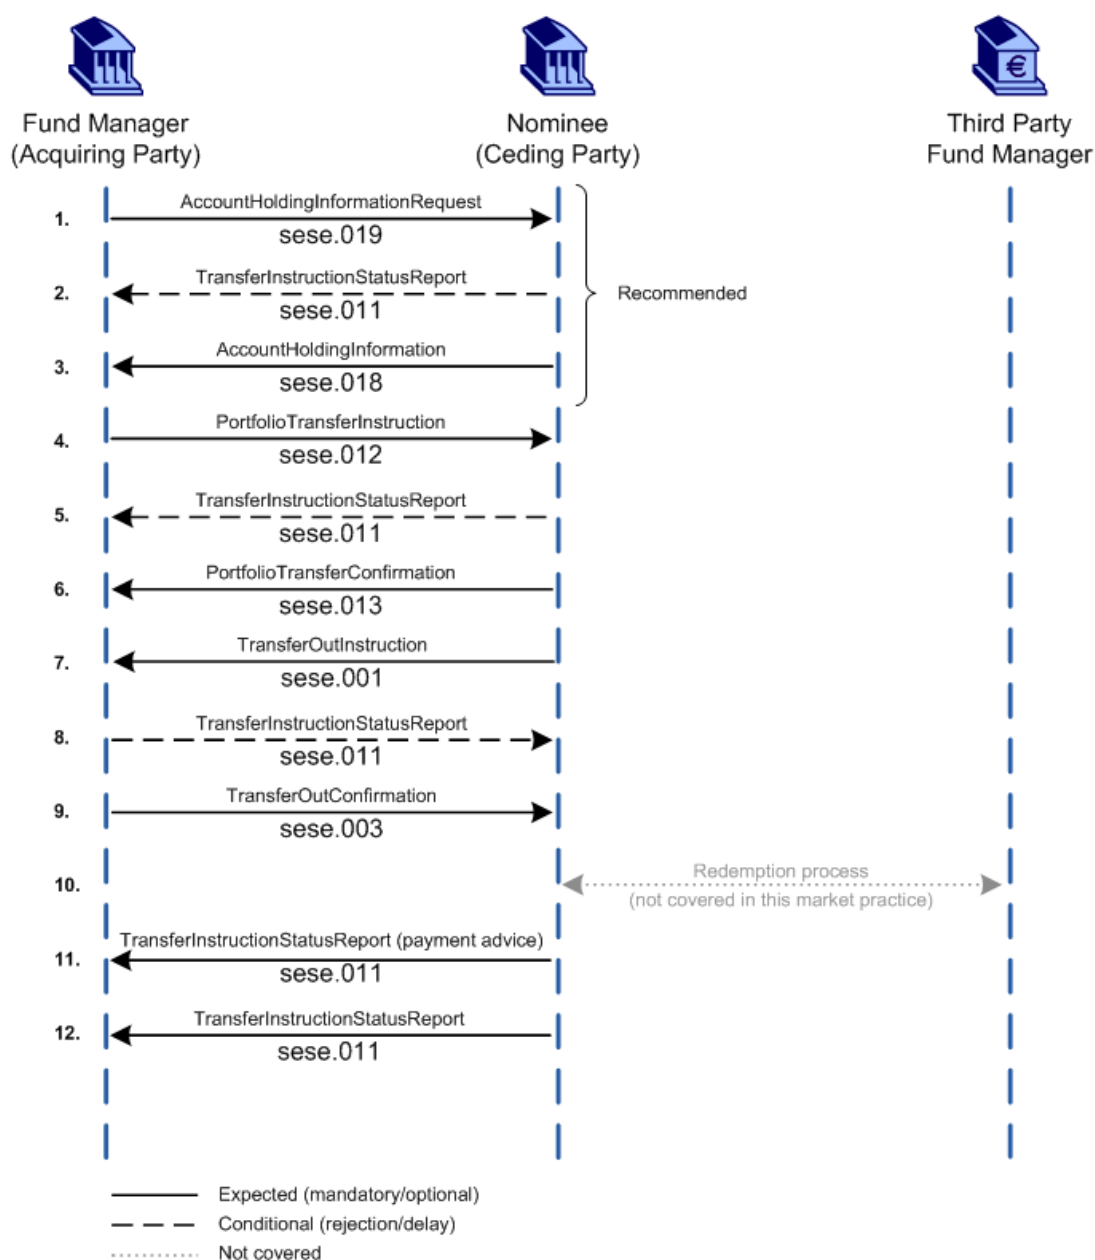 Fund Manager
(Acquiring Party)
Nominee
(Ceding Party)
€
Third Party
Fund Manager
1.
AccountHoldingInformationRequest
sese.019
2.
TransferInstructionStatusReport
sese.011
Recommended
3.
AccountHoldingInformation
sese.018
4.
PortfolioTransferInstruction
sese.012
5.
TransferInstructionStatusReport
sese.011
6.
PortfolioTransferConfirmation
sese.013
7.
TransferOutInstruction
sese.001
8.
TransferInstructionStatusReport
sese.011
9.
TransferOutConfirmation
sese.003
10.
Redemption process
(not covered in this market practice)
11.
TransferInstructionStatusReport (payment advice)
sese.011
12.
TransferInstructionStatusReport
sese.011
Expected (mandatory/optional)
Conditional (rejection/delay)
Not covered